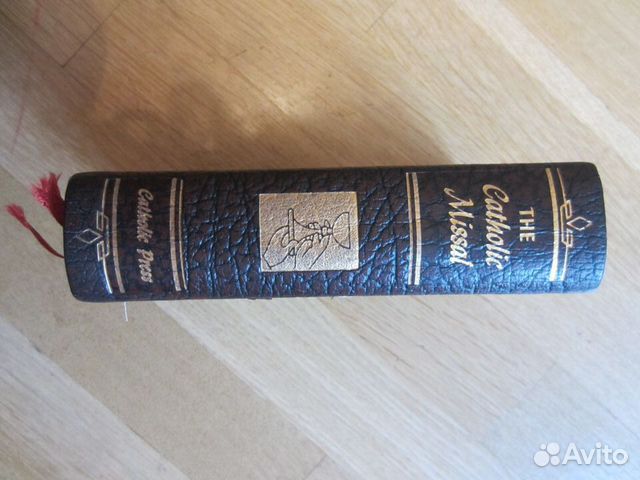 THE
Catholic
Missal
Catholic Press
Avito